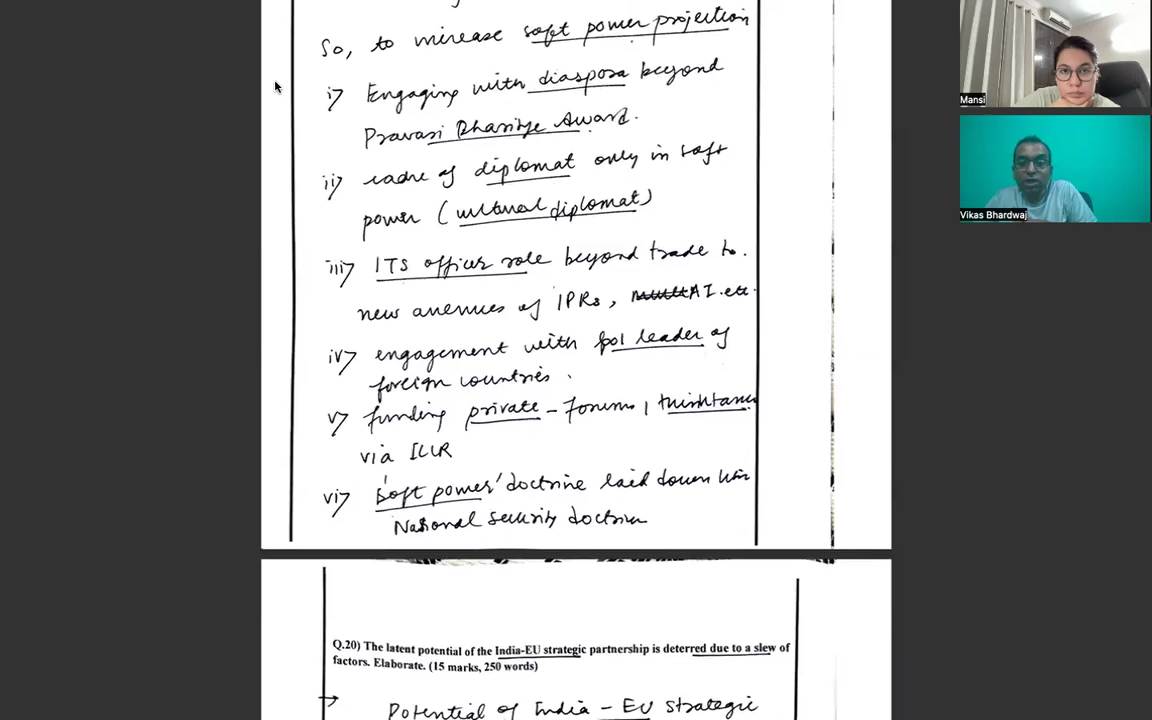 So, to increase soft power projection
i) Engaging with diaspora beyond
Pravasi Bhartiya Award.
ii) cadre of diplomat only in soft
power (cultural diplomat)
iii) ITS officer role beyond trade to
new avenues of IPRs, AI etc.
iv) engagement with pol leader of
foreign countries.
v) funding private - forums, thinktanks
via ICCR
vi) 'soft power' doctrine laid down like
National security doctrine
Q.20) The latent potential of the India-EU strategic partnership is deterred due to a slew of
factors. Elaborate. (15 marks, 250 words)
→ Potential of India - EU strategic
Mansi
Vikas Bhardwaj